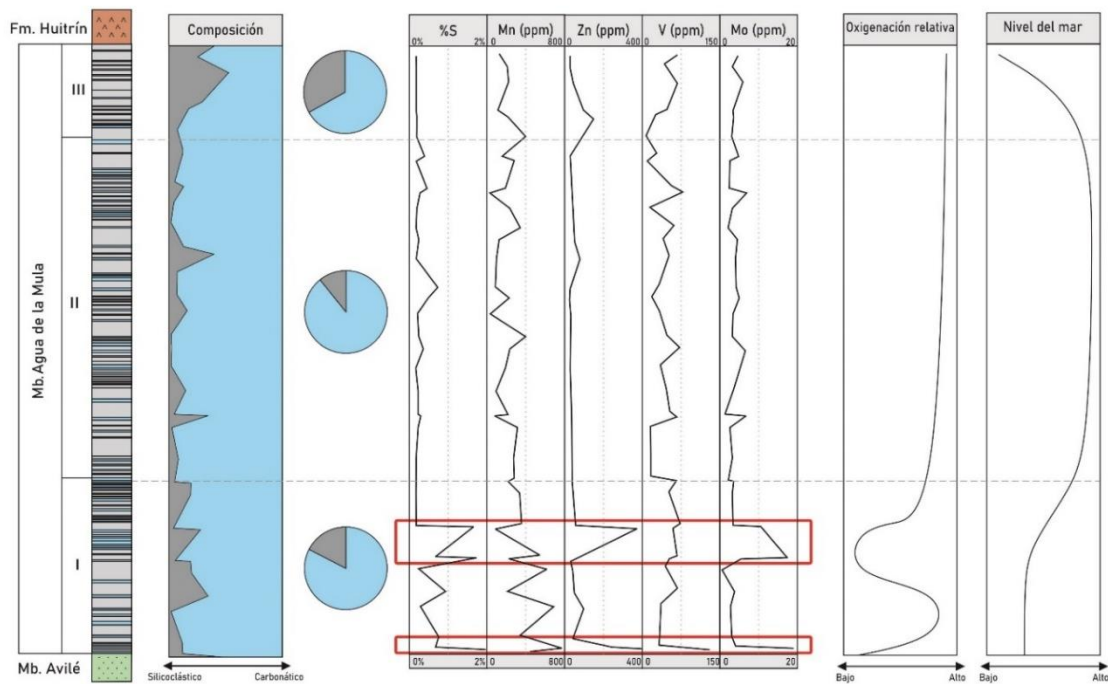 Fm. Huitrín
Mb. Agua de la Mula
Mb. Avilé
III
II
I
Composición
Silicoclástico
Carbonático
%S
0%
2%
Mn (ppm)
0
800
Zn (ppm)
0
400
V (ppm)
0
150
Mo (ppm)
0
20
0%
2%
0
800
0
400
0
150
0
20
Oxigenación relativa
Bajo
Alto
Nivel del mar
Bajo
Alto